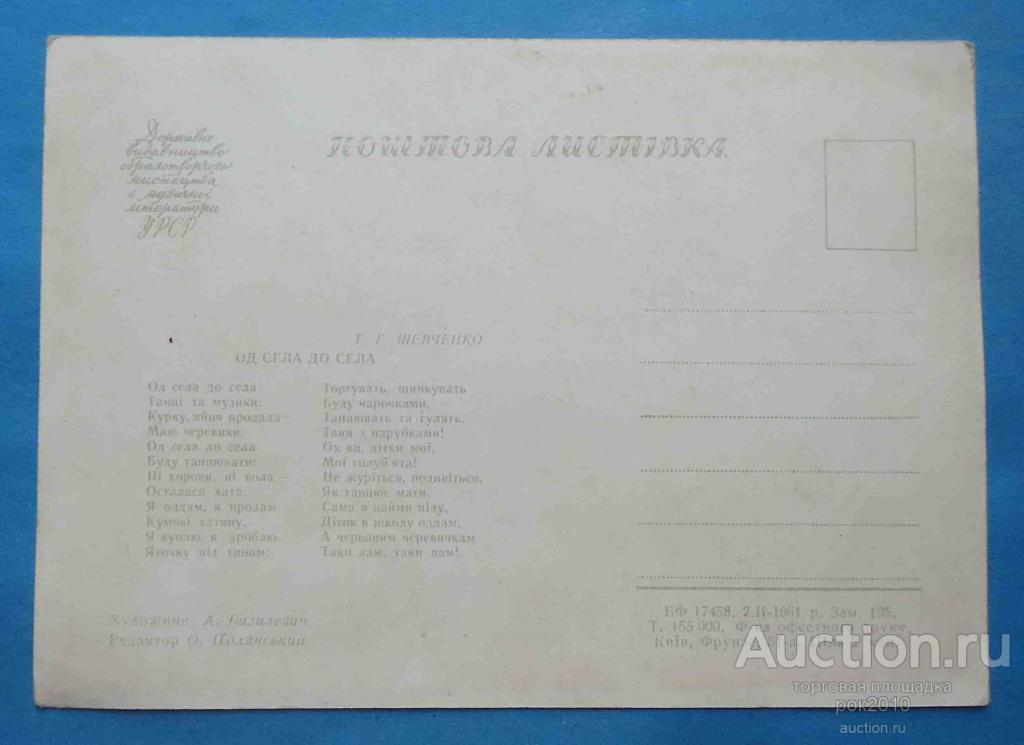 Державне
видавництво
образотворчого
мистецтва
і музичної
літератури
УРСР
ПОШТОВА ЛИСТІВКА
Т. Г. ШЕВЧЕНКО
ОД СЕЛА ДО СЕЛА
Од села до села
Танці та музики:
Курку, яйця продала —
Маю черевики.
Од села до села
Буду танцювати:
Ні корови, ні вола —
Осталася хата.
Я оддам, я продам
Кумові хатину,
Я куплю, я зроблю
Яточку під тином;
Торгувать, шинкувать
Буду чарочками,
Танцювать та гулять
Таки з парубками!
Ох ви, дітки мої,
Мої голуб'ята!
Не журіться, подивіться,
Як танцює мати.
Сама в найми піду,
Діток в школу оддам,
А червоним черевичкам
Таки дам, таки дам!
Художник А. Базилевич
Редактор О. Полянський
БФ 17458. 2.II-1961 р. Зам. 195.
Т. 155 000. офсетного друку
Київ,
Auction.ru
торговая площадка
рок2010
auction.ru